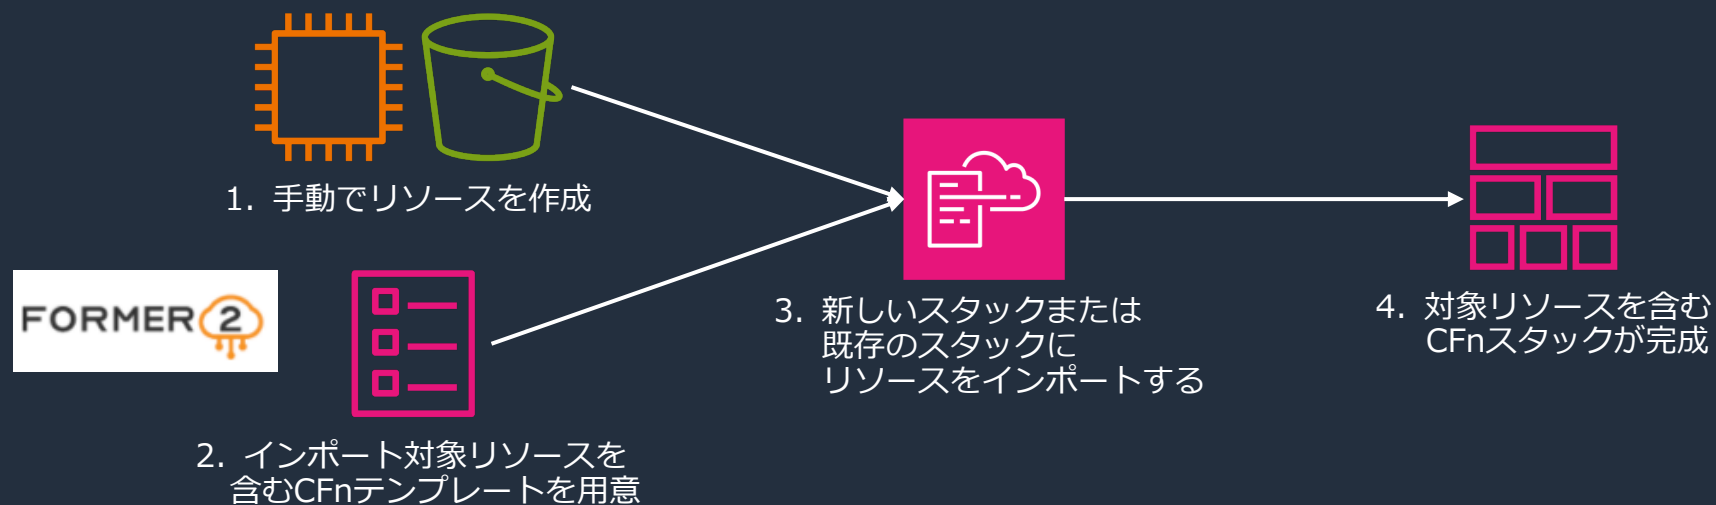 1. 手動でリソースを作成
FORMER2
2. インポート対象リソースを
含むCFnテンプレートを用意
3. 新しいスタックまたは
既存のスタックに
リソースをインポートする
4. 対象リソースを含む
CFnスタックが完成